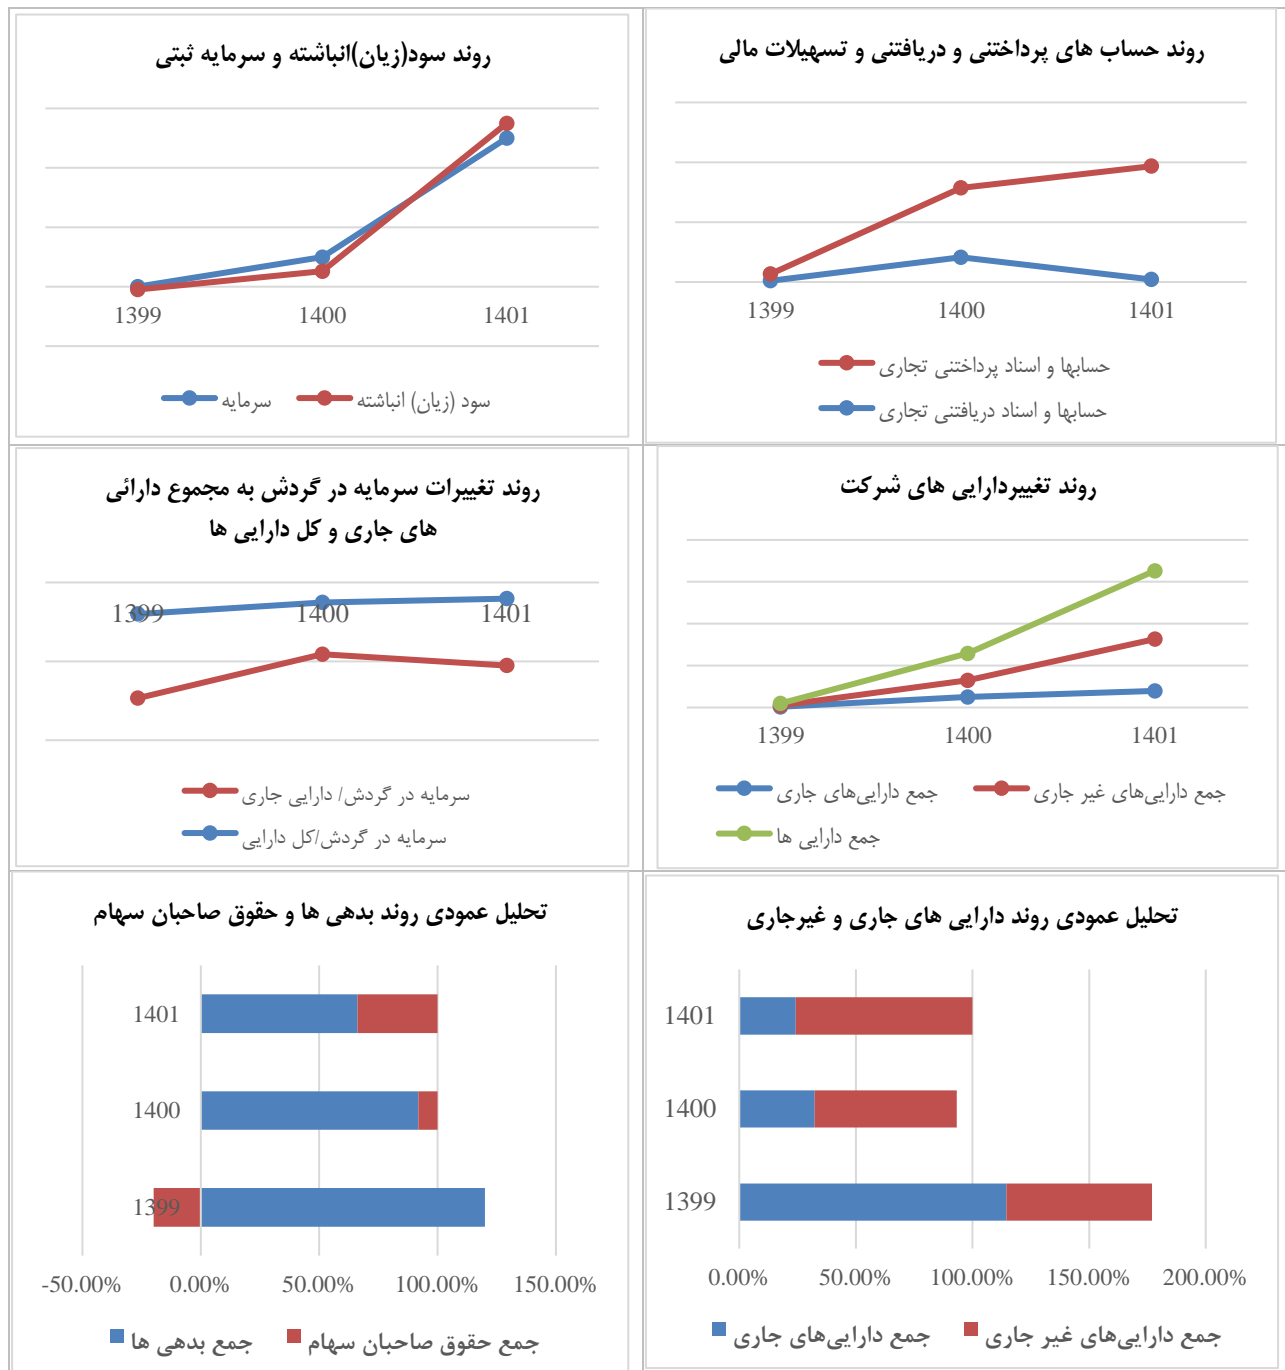 روند حساب های پرداختنی و دریافتنی و تسهیلات مالی
1399
1400
1401
حسابها و اسناد پرداختنی تجاری
حسابها و اسناد دریافتنی تجاری
روند سود(زیان)انباشته و سرمایه ثبتی
1399
1400
1401
سرمایه
سود (زیان) انباشته
روند تغییردارایی های شرکت
1399
1400
1401
جمع دارایی‌های جاری
جمع دارایی‌های غیر جاری
جمع دارایی ها
روند تغییرات سرمایه در گردش به مجموع دارائی
های جاری و کل دارایی ها
1399
1400
1401
سرمایه در گردش/ دارایی جاری
سرمایه در گردش/کل دارایی
تحلیل عمودی روند دارایی های جاری و غیرجاری
1401
1400
1399
0.00%
50.00%
100.00%
150.00%
200.00%
جمع دارایی‌های جاری
جمع دارایی‌های غیر جاری
تحلیل عمودی روند بدهی ها و حقوق صاحبان سهام
1401
1400
1399
-50.00%
0.00%
50.00%
100.00%
150.00%
جمع بدهی ها
جمع حقوق صاحبان سهام